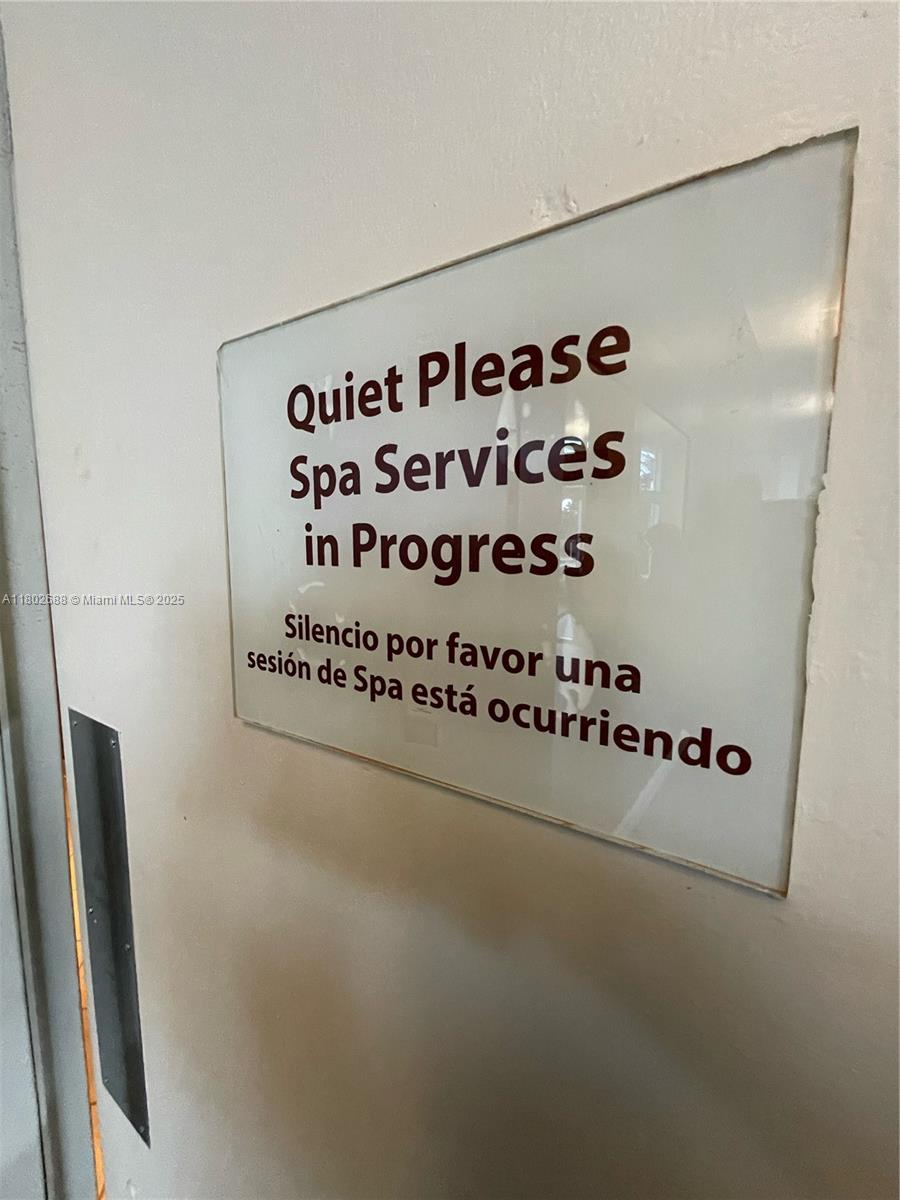 Quiet Please
Spa Services
in Progress
Silencio por favor una
sesión de Spa está ocurriendo
A11802688 © Miami MLS® 2025